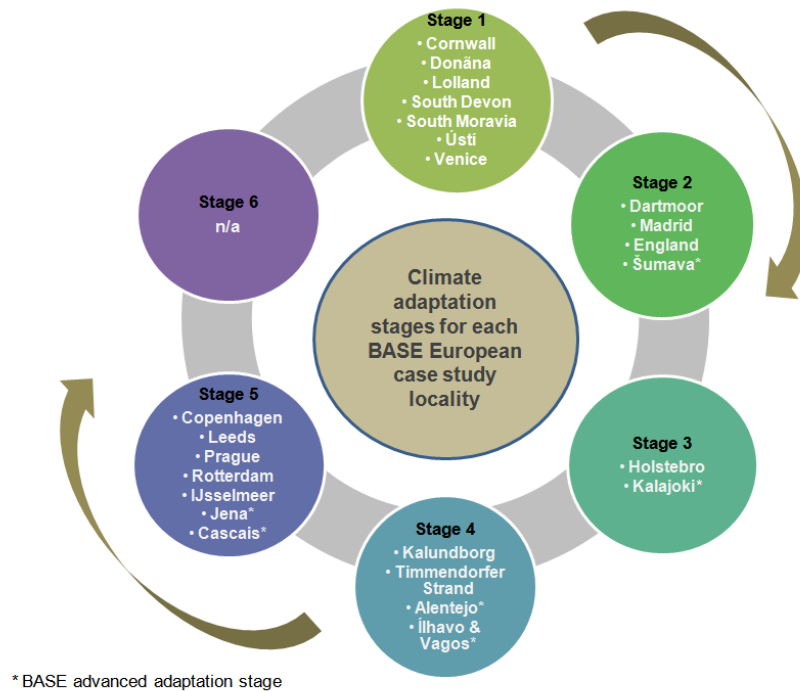 Stage 1
• Cornwall
• Donãna
• Lolland
• South Devon
• South Moravia
• Ústí
• Venice
Stage 2
• Dartmoor
• Madrid
• England
• Šumava*
Stage 3
• Holstebro
• Kalajoki*
Stage 4
• Kalundborg
• Timmendorfer
Strand
• Alentejo*
• Ílhavo &
Vagos*
Stage 5
• Copenhagen
• Leeds
• Prague
• Rotterdam
• IJsselmeer
• Jena*
• Cascais*
Stage 6
n/a
Climate
adaptation
stages for each
BASE European
case study
locality
* BASE advanced adaptation stage